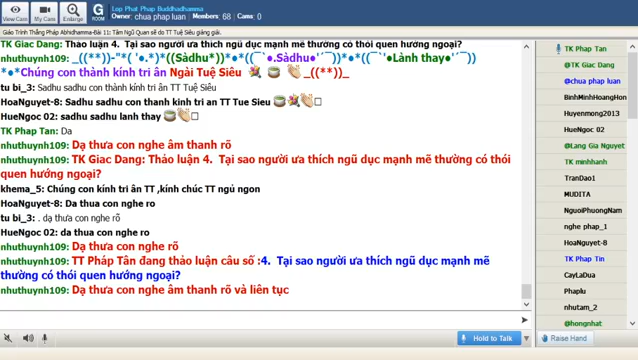 View Cam
My Cam
Enlarge
ROOM
Lop Phat Phap Buddhadhamma
Owner: chua phap luan / Members: 68 / Cams: 0
Giáo Trình Thắng Pháp Abhidhamma-Bài 11: Tâm Ngũ Quan sẽ do TT Tuệ Siêu giảng giải.
TK Giac Dang: Thảo luận 4. Tại sao người ưa thích ngũ dục mạnh mẽ thường có thói quen hướng ngoại?
nhuthuynh109: _((**))-"*( '•.*)•((Sàdhu*))*●*((¨`•.Sàdhu•´¨))*●*((¨`•Lành thay•´¨))
*●*Chúng con thành kính tri ân Ngài Tuệ Siêu _((**))_
tu bi_3: Sadhu sadhu con thành kính tri ân TT Tuệ Siêu
HoaNguyet-8: Sadhu sadhu con thanh kinh tri an TT Tue Sieu
HueNgoc 02: sadhu sadhu lanh thay
TK Phap Tan: Da
nhuthuynh109: Dạ thưa con nghe âm thanh rõ
nhuthuynh109: TK Giac Dang: Thảo luận 4. Tại sao người ưa thích ngũ dục mạnh mẽ thường có thói
quen hướng ngoại?
khema_5: Chúng con kính tri ân TT ,kính chúc TT ngủ ngon
HoaNguyet-8: Da thua con nghe ro
tu bi_3: . dạ thưa con nghe rõ
HueNgoc 02: da thua con nghe ro
nhuthuynh109: Dạ thưa con nghe rõ
nhuthuynh109: TT Pháp Tân đang thảo luận câu số :4. Tại sao người ưa thích ngũ dục mạnh mẽ
thường có thói quen hướng ngoại?
nhuthuynh109: Dạ thưa con nghe âm thanh rõ và liên tục
TK Phap Tan
@TK Giac Dang
@chua phap luan
BinhMinhHoangHon
Huyenmong2013
HueNgoc 02
@Lang Gia Nguyet
TK minhhanh
TranDao1
MUDITA
NguoiPhuongNam
nghe phap_1
HoaNguyet-8
TK Phap Tin
CayLaDua
Phaplu
nhutam_2
@hongnhat
Hold to Talk
Raise Hand